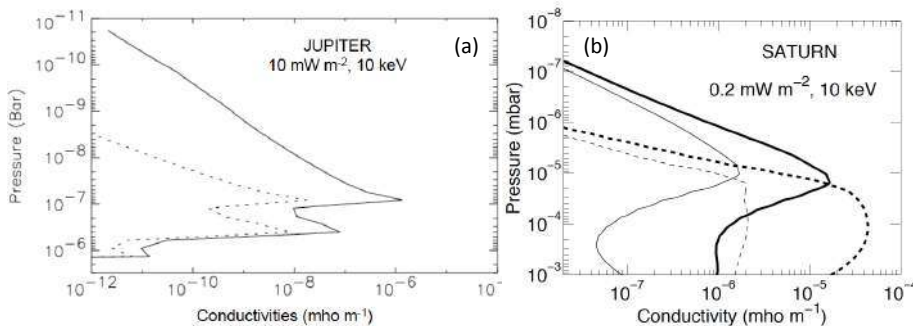 JUPITER
10 mW m⁻², 10 keV
(a)
Pressure (Bar)
10⁻¹¹
10⁻¹⁰
10⁻⁹
10⁻⁸
10⁻⁷
10⁻⁶
10⁻¹²
10⁻¹⁰
10⁻⁸
10⁻⁶
10⁻⁴
Conductivities (mho m⁻¹)
(b)
SATURN
0.2 mW m⁻², 10 keV
Pressure (mbar)
10⁻⁸
10⁻⁷
10⁻⁶
10⁻⁵
10⁻⁴
10⁻³
10⁻⁷
10⁻⁶
10⁻⁵
10⁻⁴
Conductivity (mho m⁻¹)